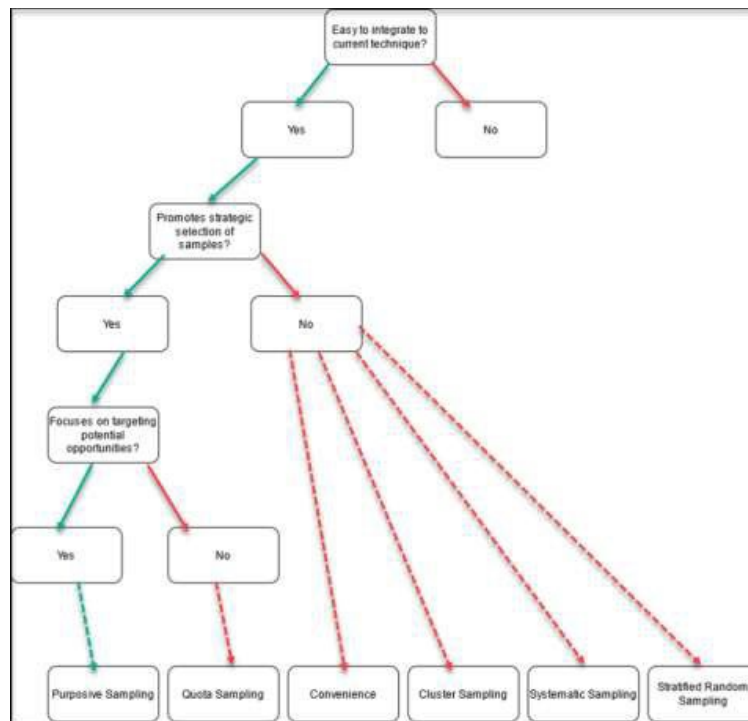 Easy to integrate to
current technique?
Yes
No
Promotes strategic
selection of
samples?
Yes
No
Focuses on targeting
potential
opportunities?
Yes
No
Purposive Sampling
Quota Sampling
Convenience
Cluster Sampling
Systematic Sampling
Stratified Random
Sampling